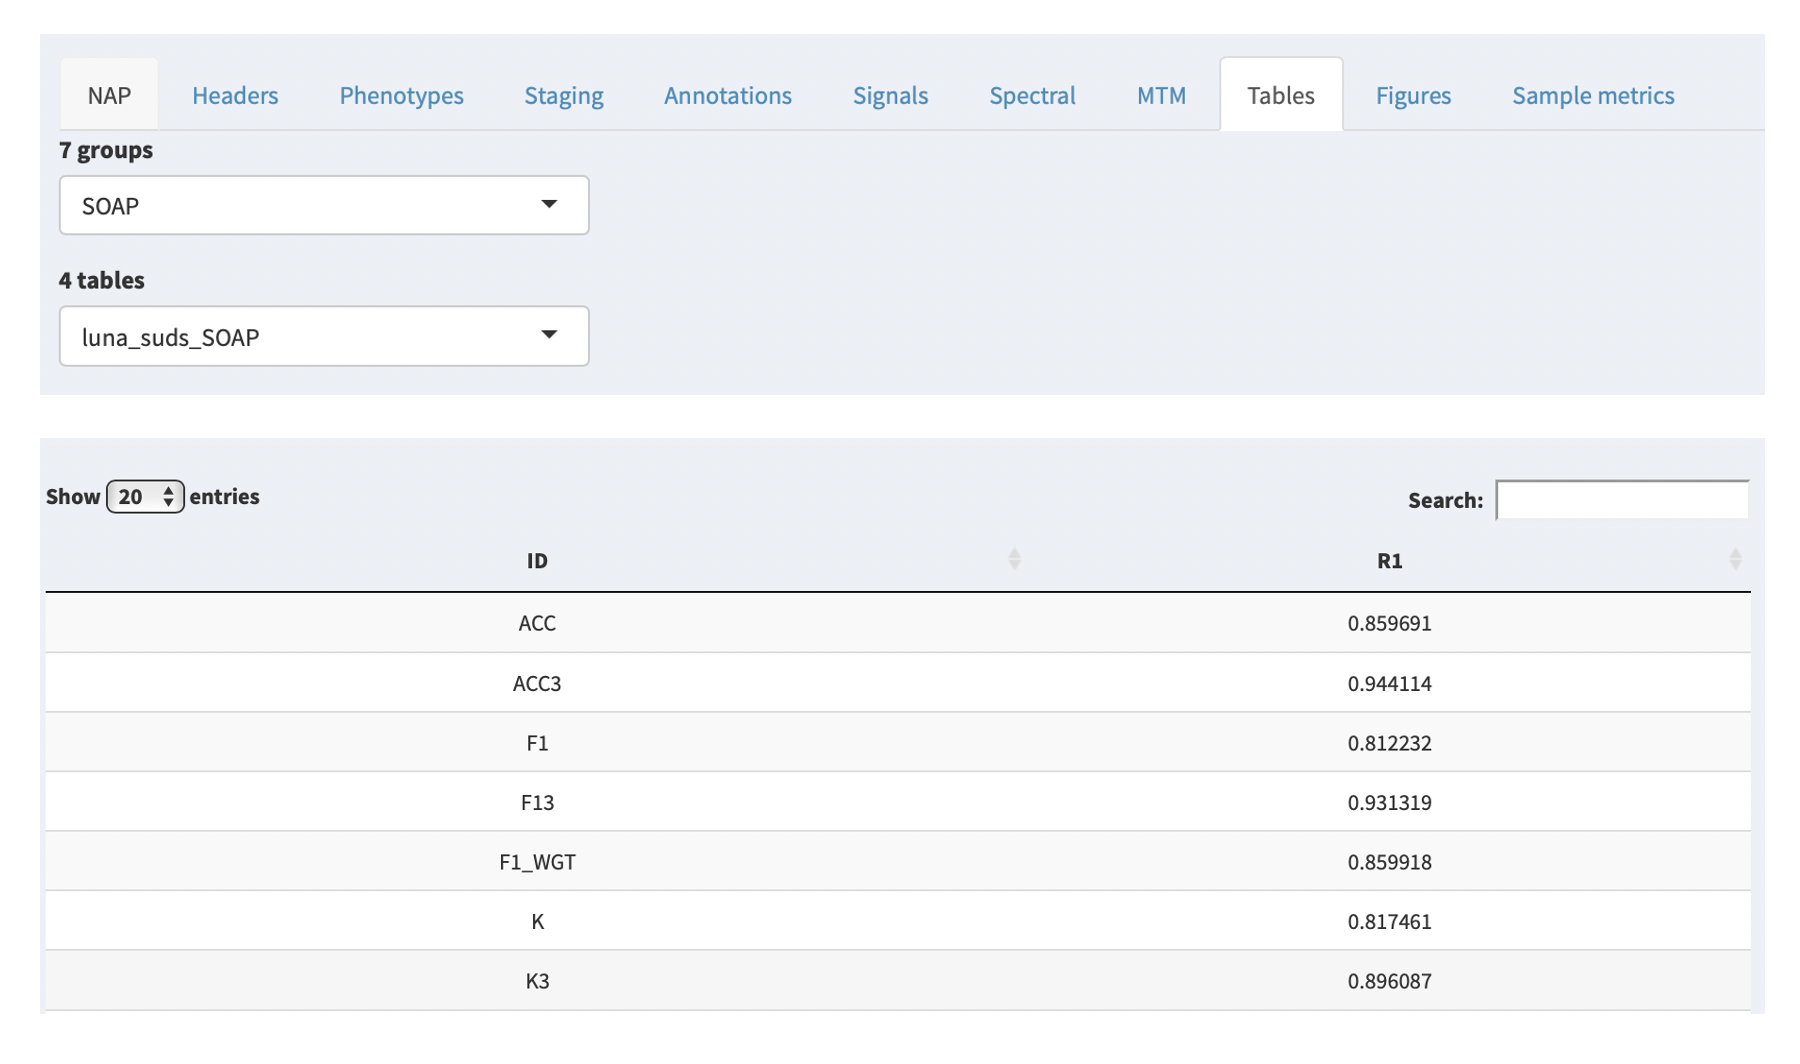 NAP Headers Phenotypes Staging Annotations Signals Spectral MTM Tables Figures Sample metrics
7 groups
SOAP
4 tables
luna_suds_SOAP
Show 20 entries Search:
ID R1
ACC 0.859691
ACC3 0.944114
F1 0.812232
F13 0.931319
F1_WGT 0.859918
K 0.817461
K3 0.896087